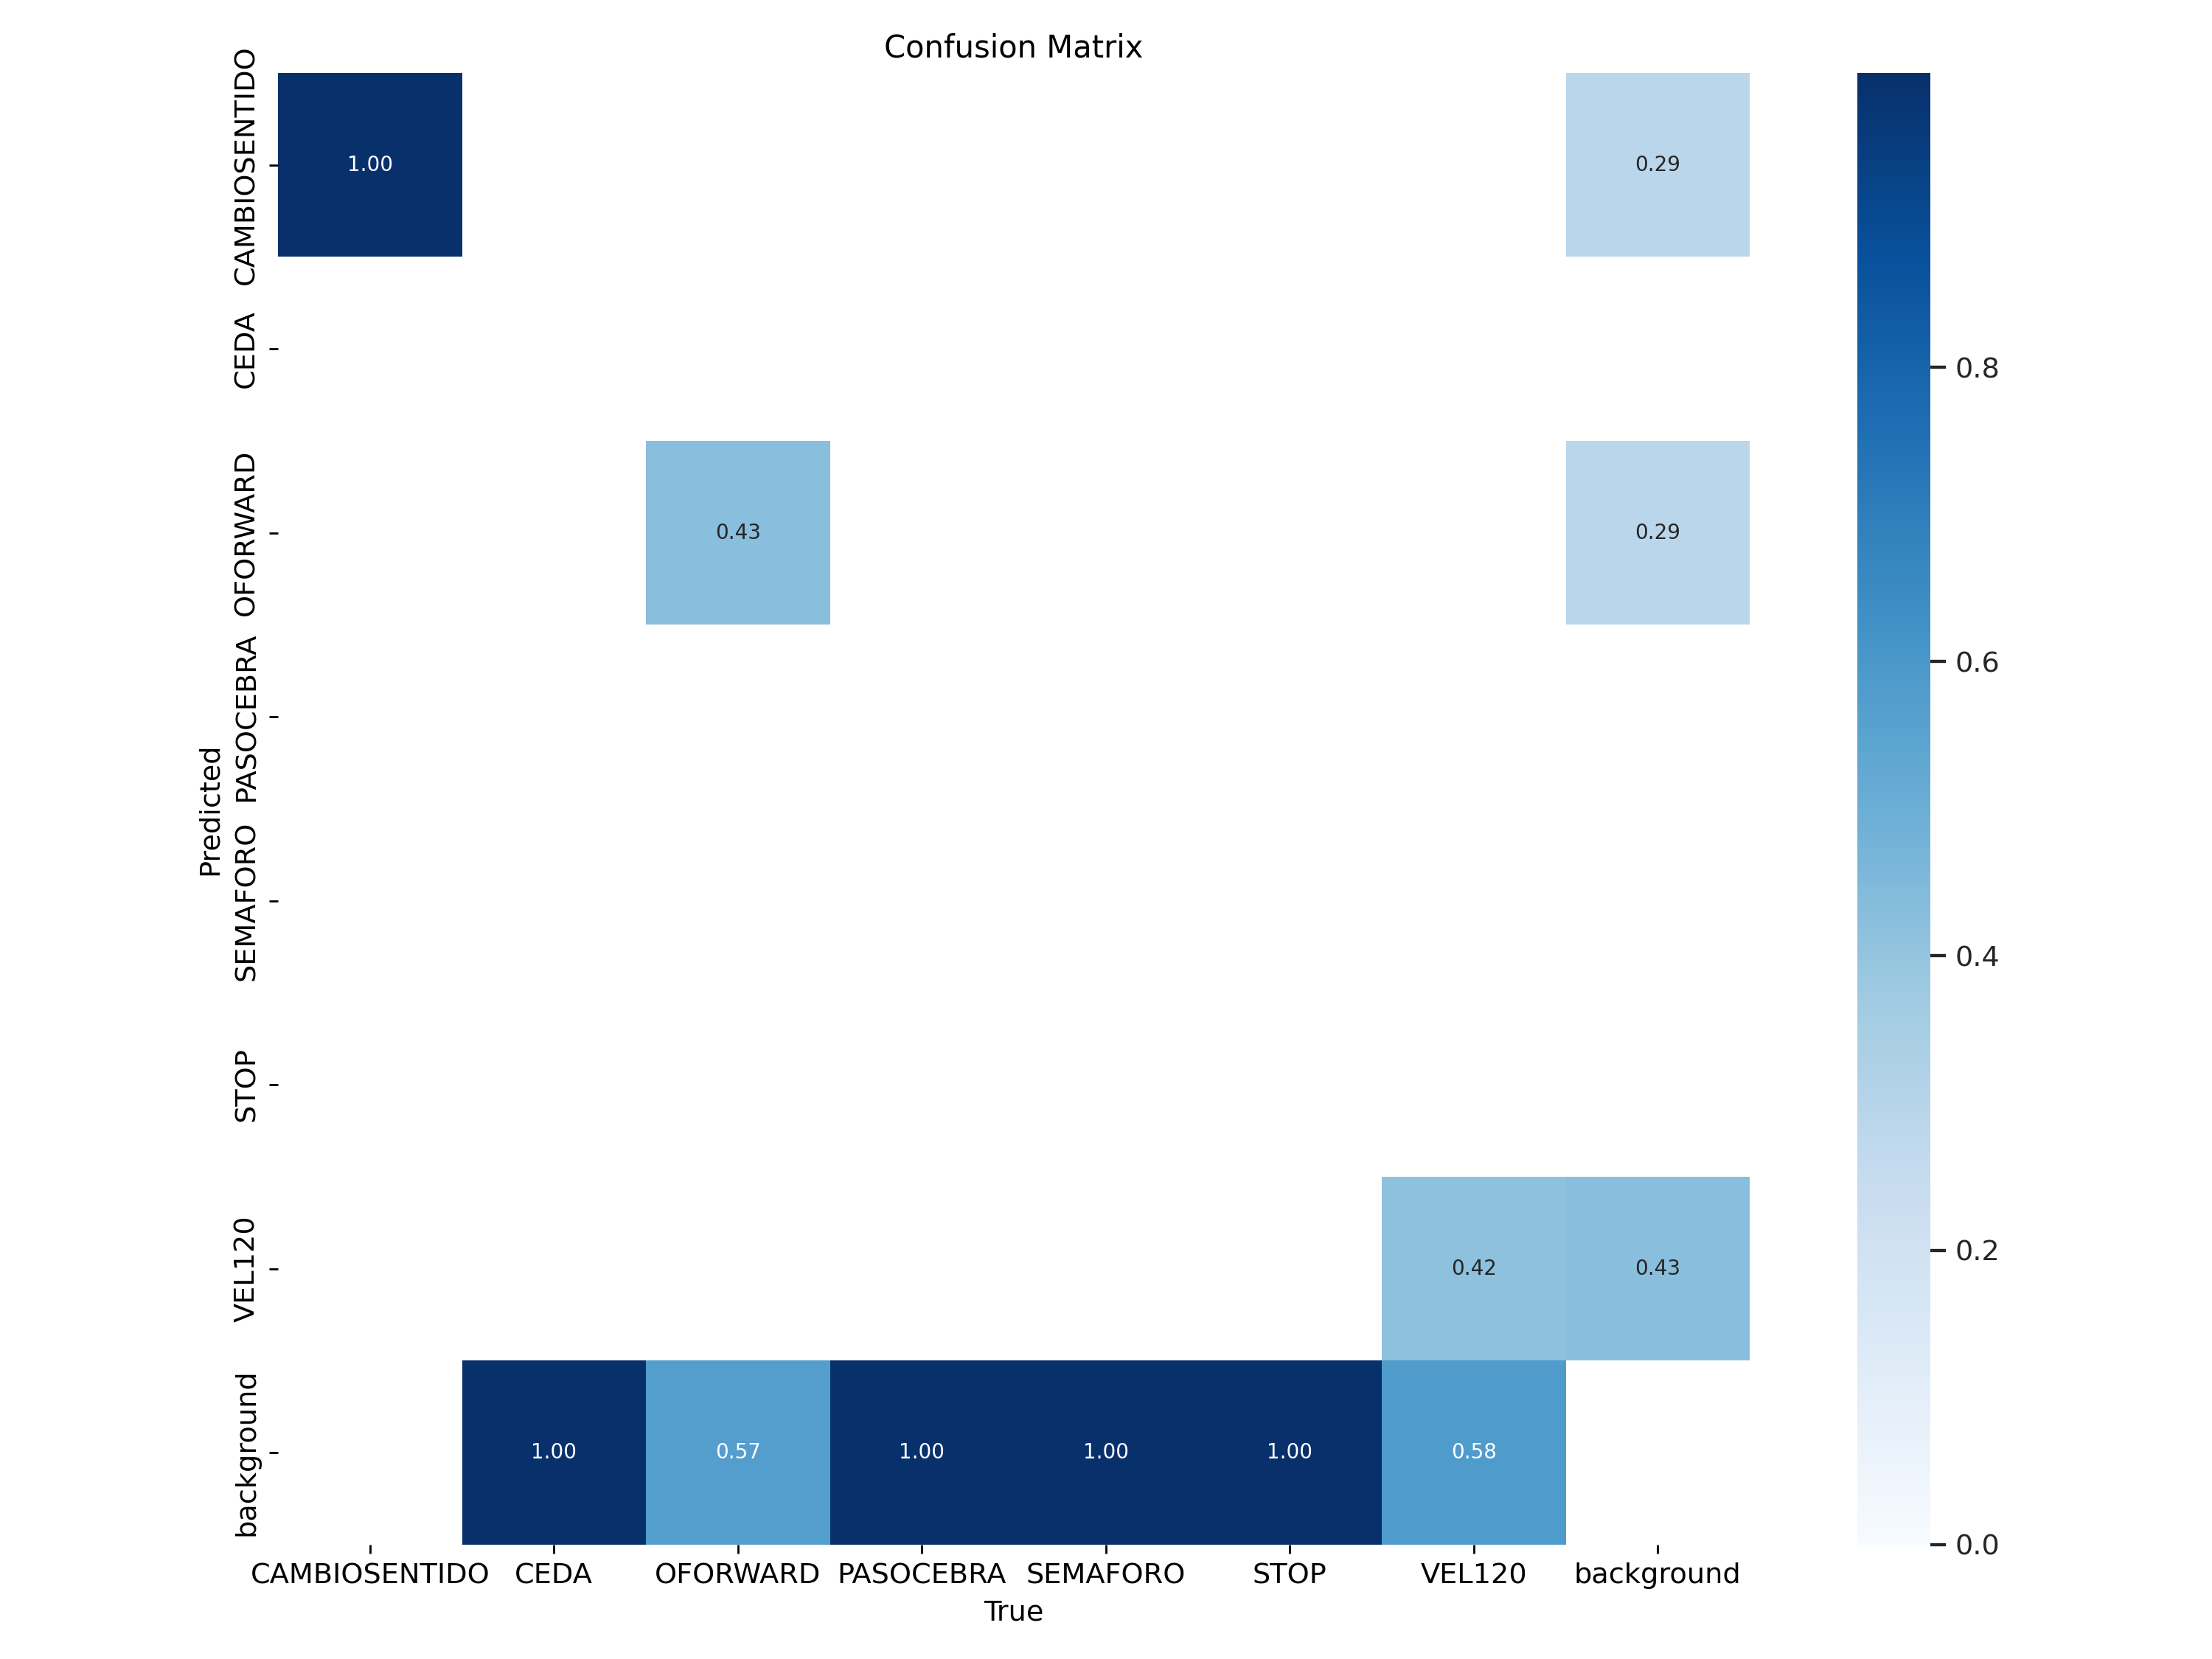 Confusion Matrix
CAMBIOSENTIDO
1.00
0.29
CEDA
0.8
OFORWARD
0.43
0.29
0.6
PASOCEBRA
Predicted
SEMAFORO
0.4
STOP
VEL120
0.42
0.43
0.2
background
1.00
0.57
1.00
1.00
1.00
0.58
0.0
CAMBIOSENTIDO CEDA OFORWARD PASOCEBRA SEMAFORO STOP VEL120 background
True